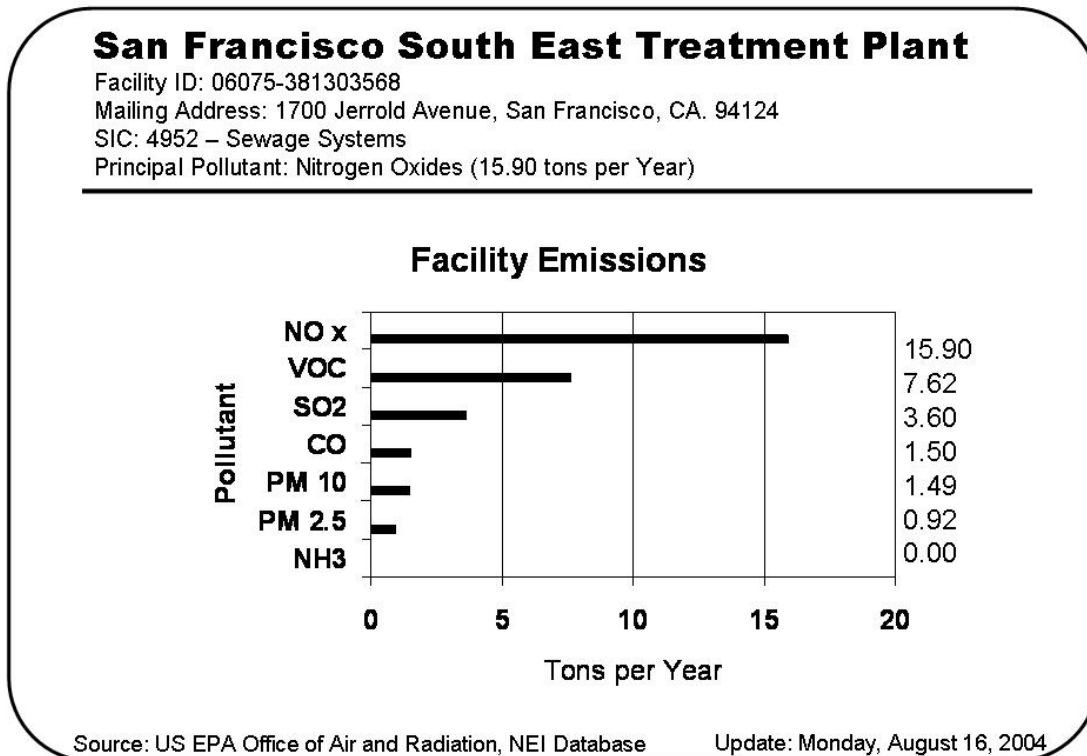 San Francisco South East Treatment Plant
Facility ID: 06075-381303568
Mailing Address: 1700 Jerrold Avenue, San Francisco, CA. 94124
SIC: 4952 – Sewage Systems
Principal Pollutant: Nitrogen Oxides (15.90 tons per Year)
Facility Emissions
Pollutant
NO x 15.90
VOC 7.62
SO2 3.60
CO 1.50
PM 10 1.49
PM 2.5 0.92
NH3 0.00
0 5 10 15 20
Tons per Year
Source: US EPA Office of Air and Radiation, NEI Database Update: Monday, August 16, 2004